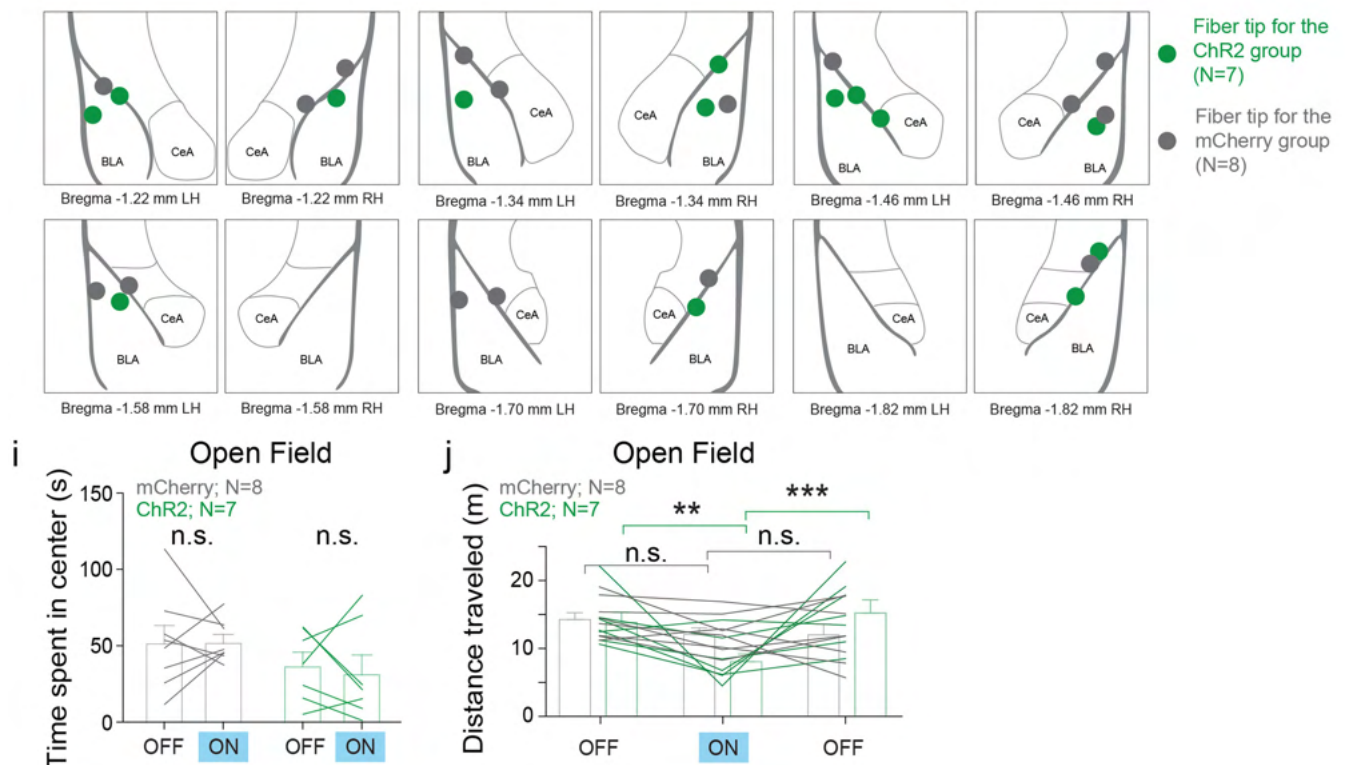 Fiber tip for the
ChR2 group
(N=7)
Fiber tip for the
mCherry group
(N=8)
BLA
CeA
CeA
BLA
CeA
BLA
CeA
BLA
CeA
BLA
CeA
BLA
Bregma -1.22 mm LH
Bregma -1.22 mm RH
Bregma -1.34 mm LH
Bregma -1.34 mm RH
Bregma -1.46 mm LH
Bregma -1.46 mm RH
CeA
BLA
CeA
BLA
CeA
BLA
CeA
BLA
CeA
BLA
CeA
BLA
Bregma -1.58 mm LH
Bregma -1.58 mm RH
Bregma -1.70 mm LH
Bregma -1.70 mm RH
Bregma -1.82 mm LH
Bregma -1.82 mm RH
i
Open Field
Time spent in center (s)
150
100
50
0
mCherry; N=8
ChR2; N=7
n.s.
n.s.
OFF
ON
OFF
ON
j
Open Field
Distance traveled (m)
20
10
0
mCherry; N=8
ChR2; N=7
**
***
n.s.
n.s.
OFF
ON
OFF